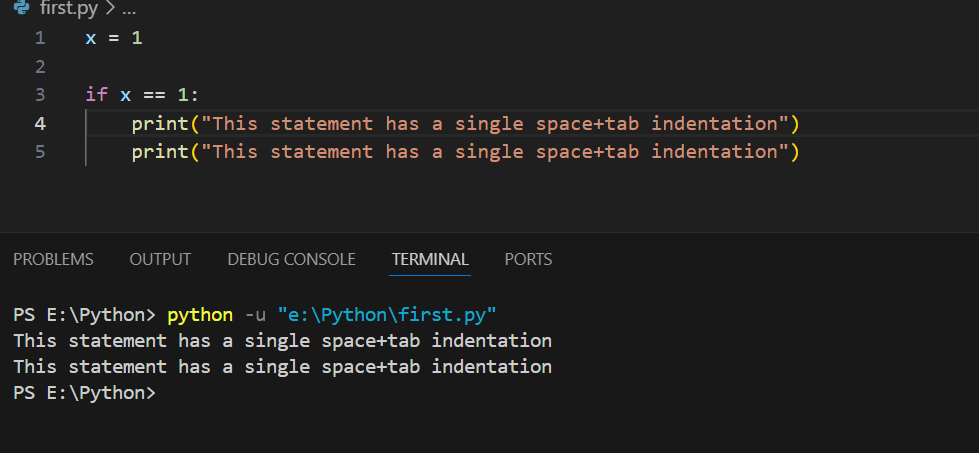 first.py > ...
1 x = 1
2
3 if x == 1:
4     print("This statement has a single space+tab indentation")
5     print("This statement has a single space+tab indentation")
PROBLEMS OUTPUT DEBUG CONSOLE TERMINAL PORTS
PS E:\Python> python -u "e:\Python\first.py"
This statement has a single space+tab indentation
This statement has a single space+tab indentation
PS E:\Python>